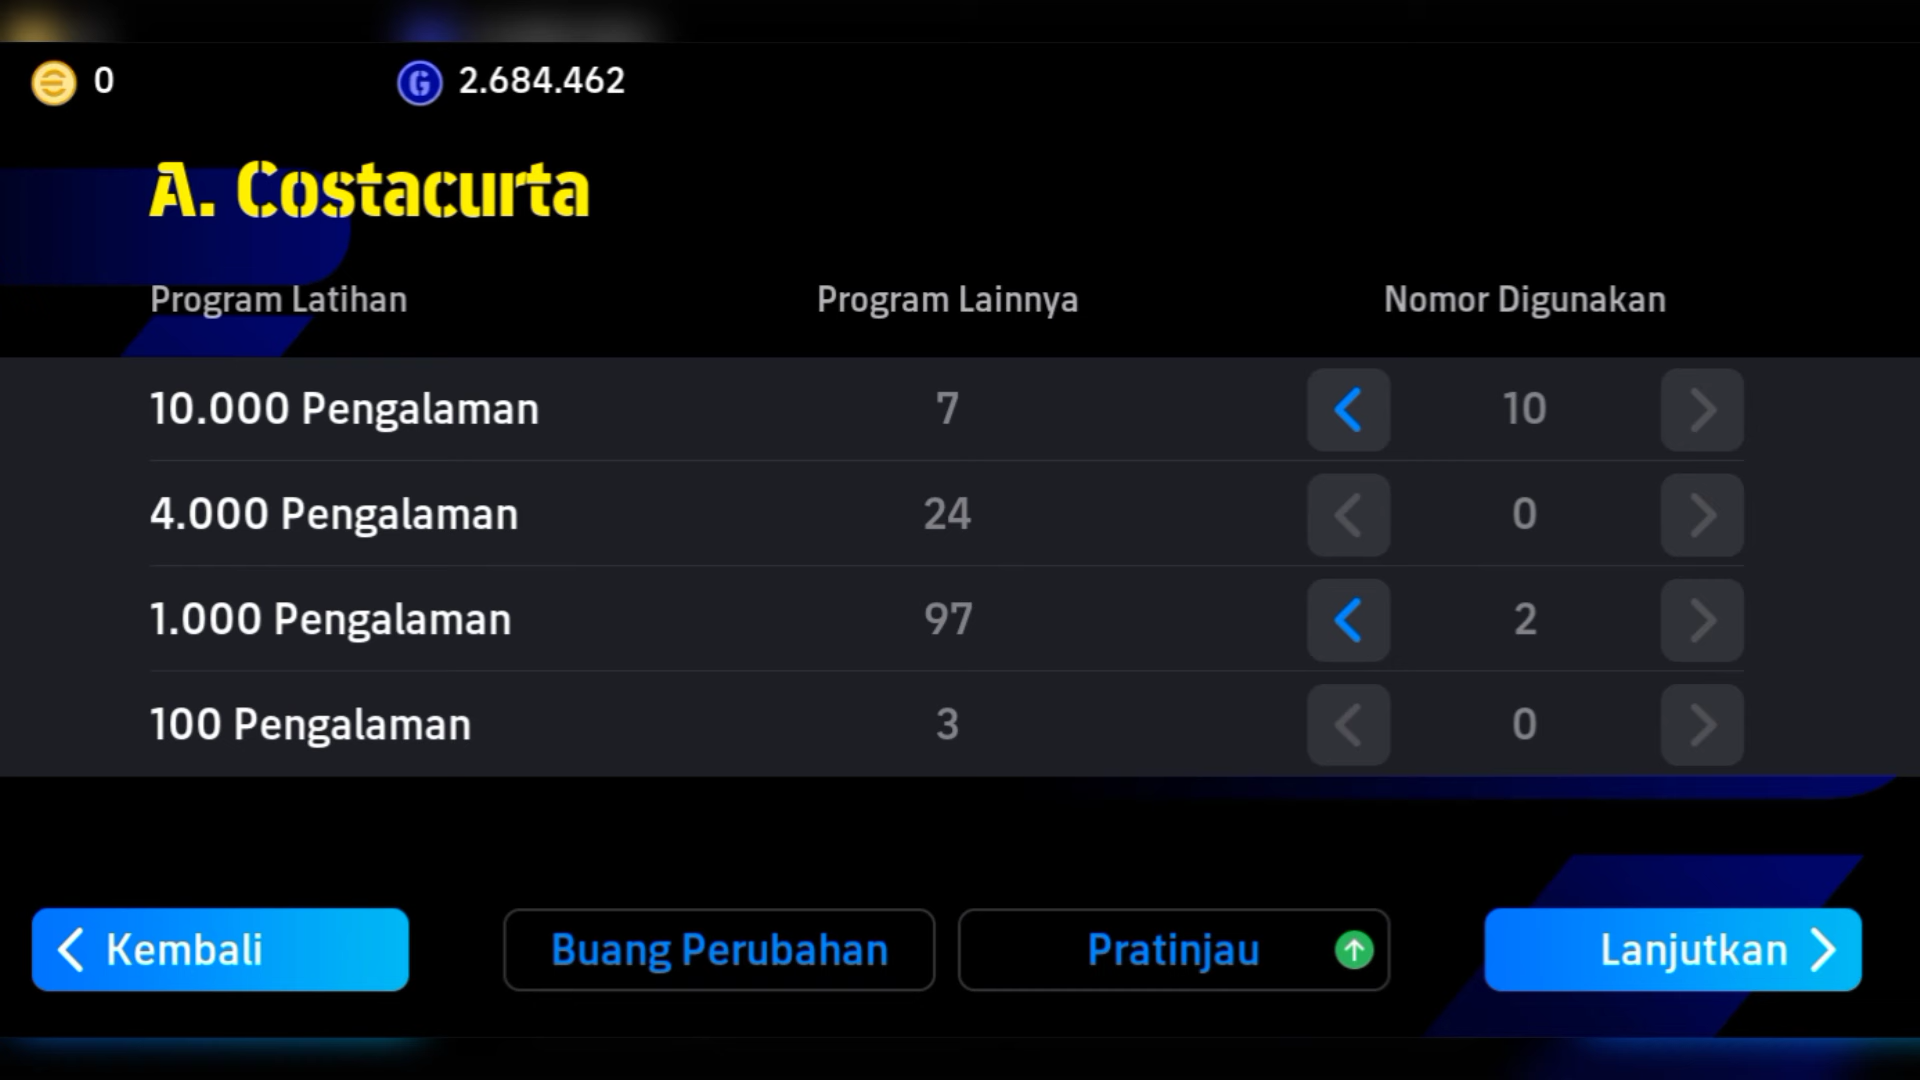 0
2.684.462
A. Costacurta
Program Latihan Program Lainnya Nomor Digunakan
10.000 Pengalaman 7 10
4.000 Pengalaman 24 0
1.000 Pengalaman 97 2
100 Pengalaman 3 0
Kembali Buang Perubahan Pratinjau Lanjutkan